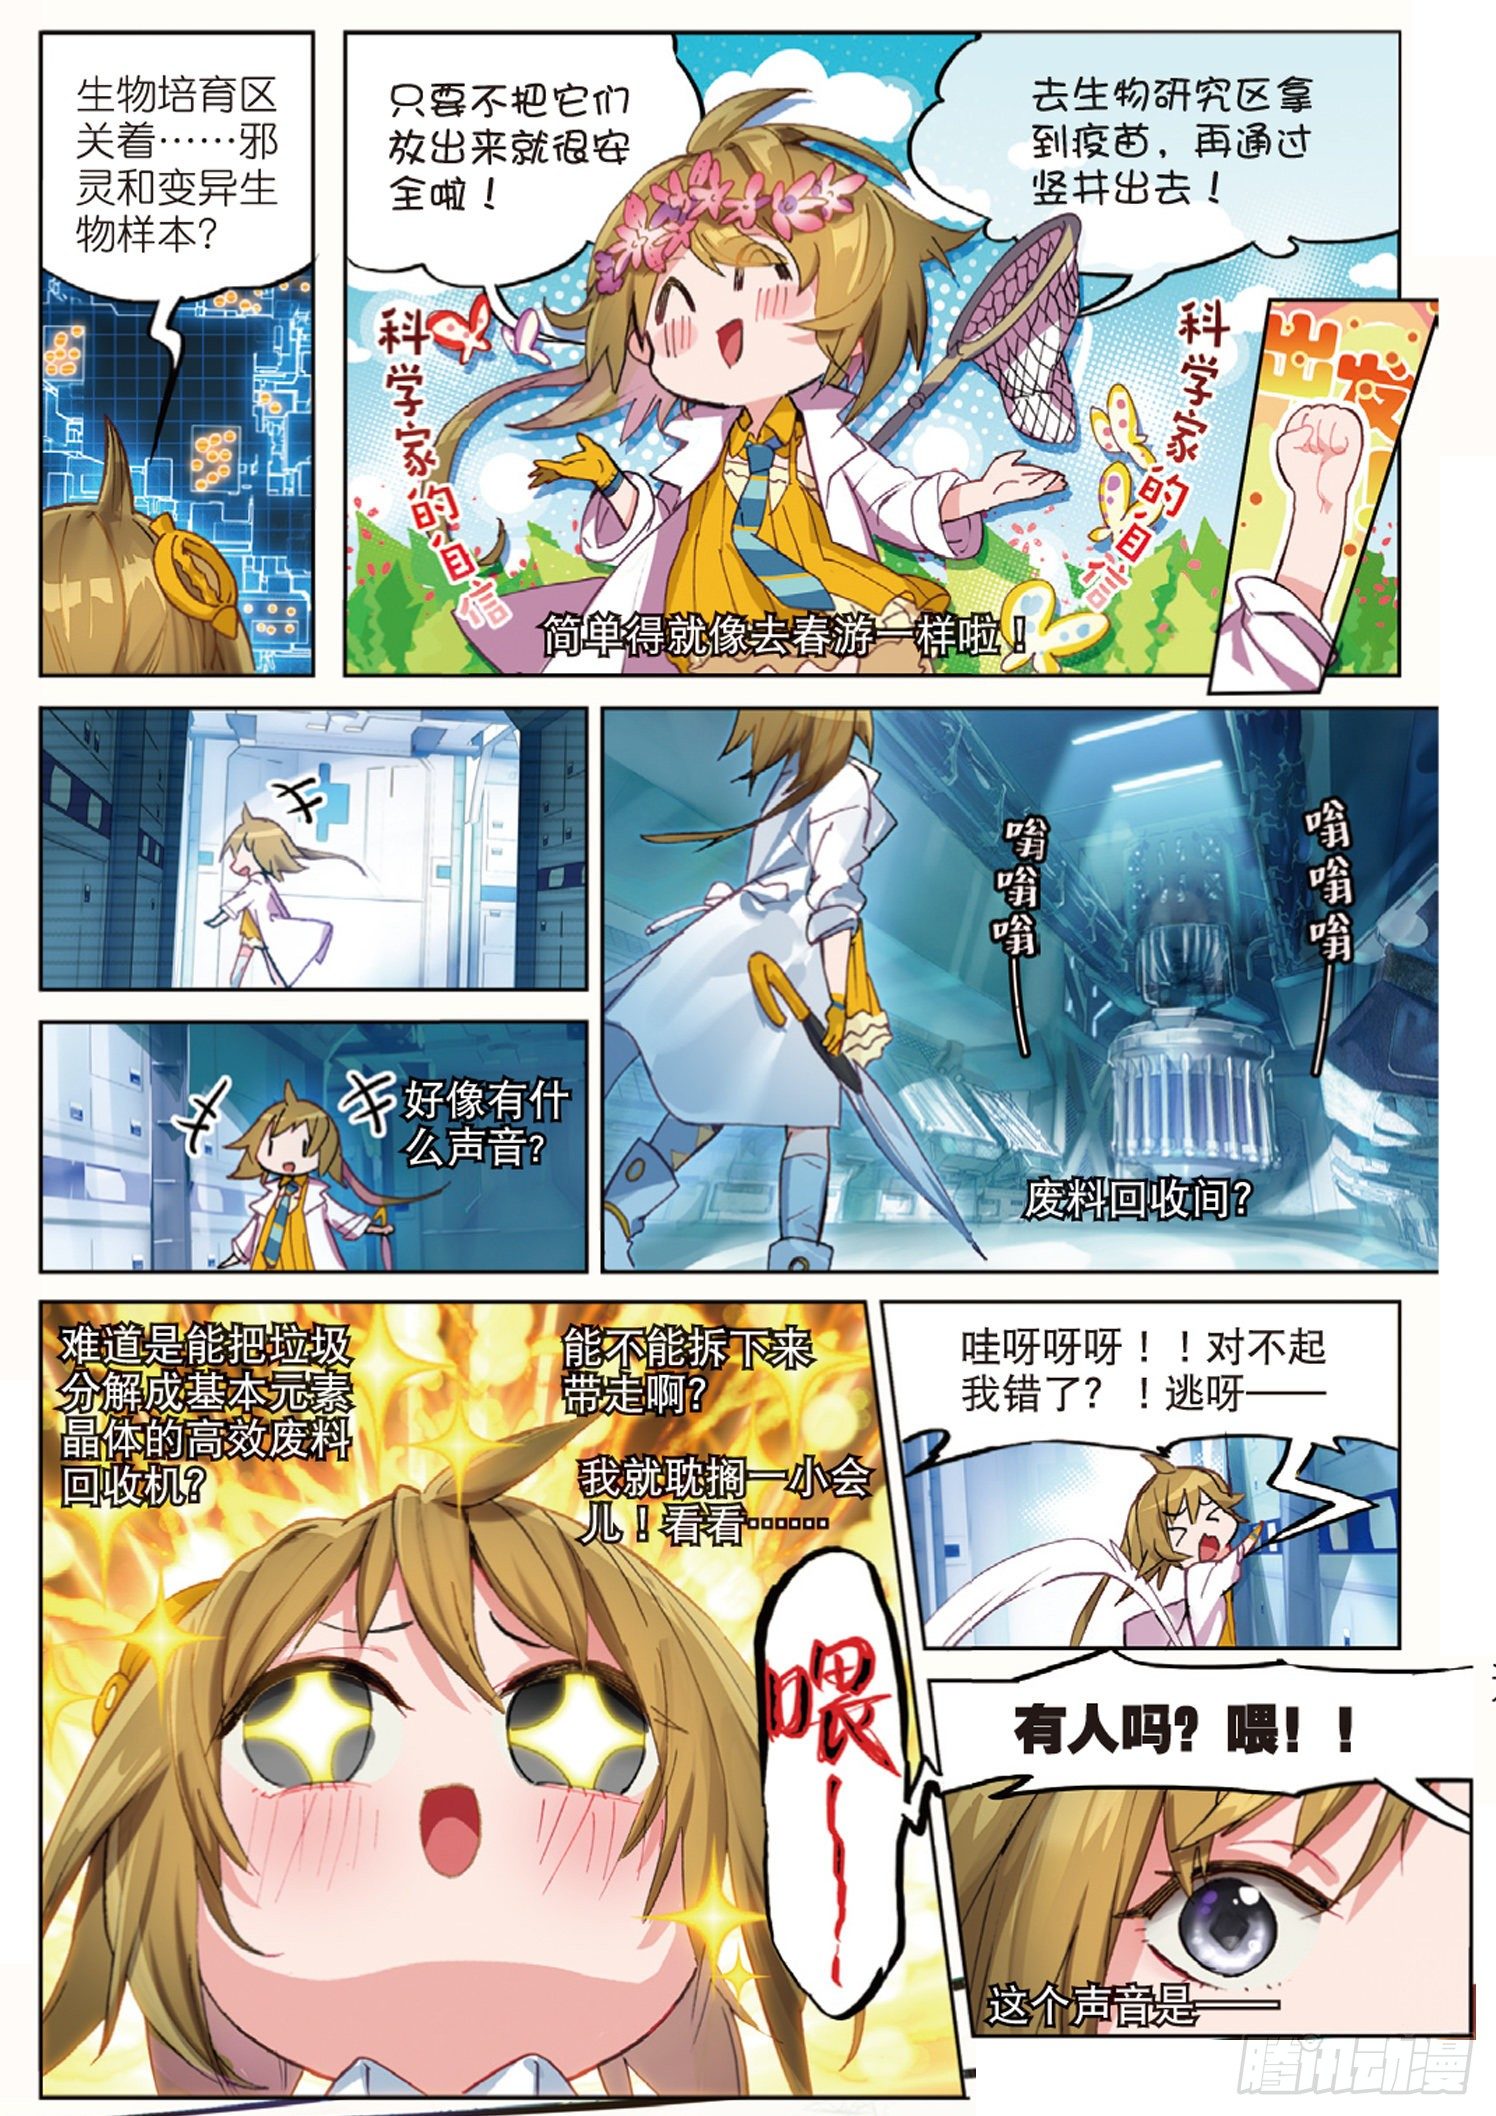 生物培育区
关着……邪
灵和变异生
物样本？
只要不把它们
放出来就很安
全啦！
去生物研究区拿
到疫苗，再通过
竖井出去！
科学家的自信
科学家的自信
简单得就像去春游一样啦！
好像有什
么声音？
嗡嗡嗡
嗡嗡嗡
废料回收间？
难道是能把垃圾
分解成基本元素
晶体的高效废料
回收机？
能不能拆下来
带走啊？
我就耽搁一小会
儿！看看……
喂——
哇呀呀呀！！对不起
我错了？！逃呀——
有人吗？喂！！
这个声音是——
腾讯动漫